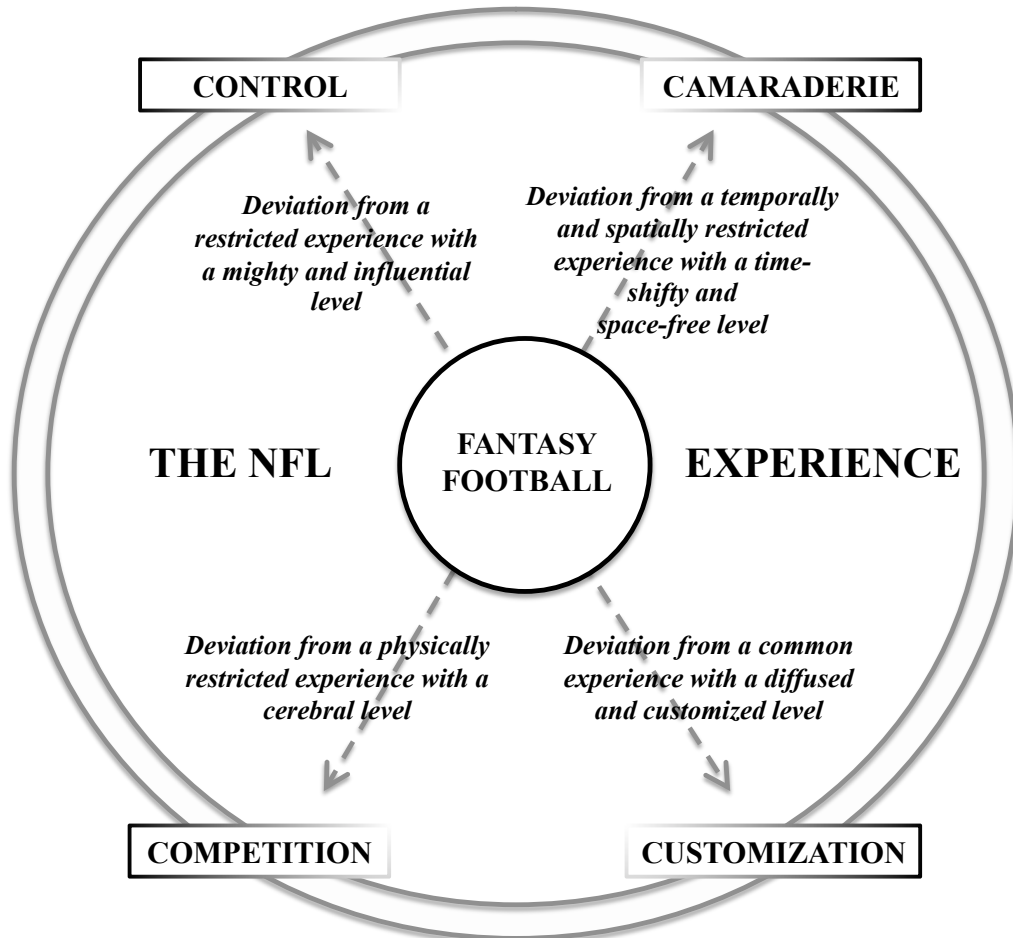 CONTROL
CAMARADERIE
Deviation from a
restricted experience with
a mighty and influential
level
Deviation from a temporally
and spatially restricted
experience with a time-
shifty and
space-free level
THE NFL
FANTASY
FOOTBALL
EXPERIENCE
Deviation from a physically
restricted experience with a
cerebral level
Deviation from a common
experience with a diffused
and customized level
COMPETITION
CUSTOMIZATION